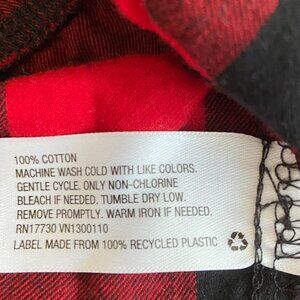 100% COTTON
MACHINE WASH COLD WITH LIKE COLORS.
GENTLE CYCLE. ONLY NON-CHLORINE
BLEACH IF NEEDED. TUMBLE DRY LOW.
REMOVE PROMPTLY. WARM IRON IF NEEDED.
RN17730 VN1300110
LABEL MADE FROM 100% RECYCLED PLASTIC